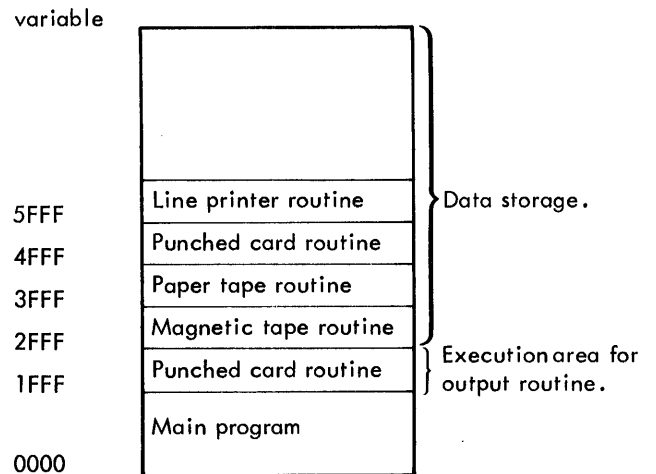 variable
Line printer routine
5FFF
Data storage.
Punched card routine
4FFF
Paper tape routine
3FFF
Magnetic tape routine
2FFF
Execution area for
output routine.
Punched card routine
1FFF
Main program
0000